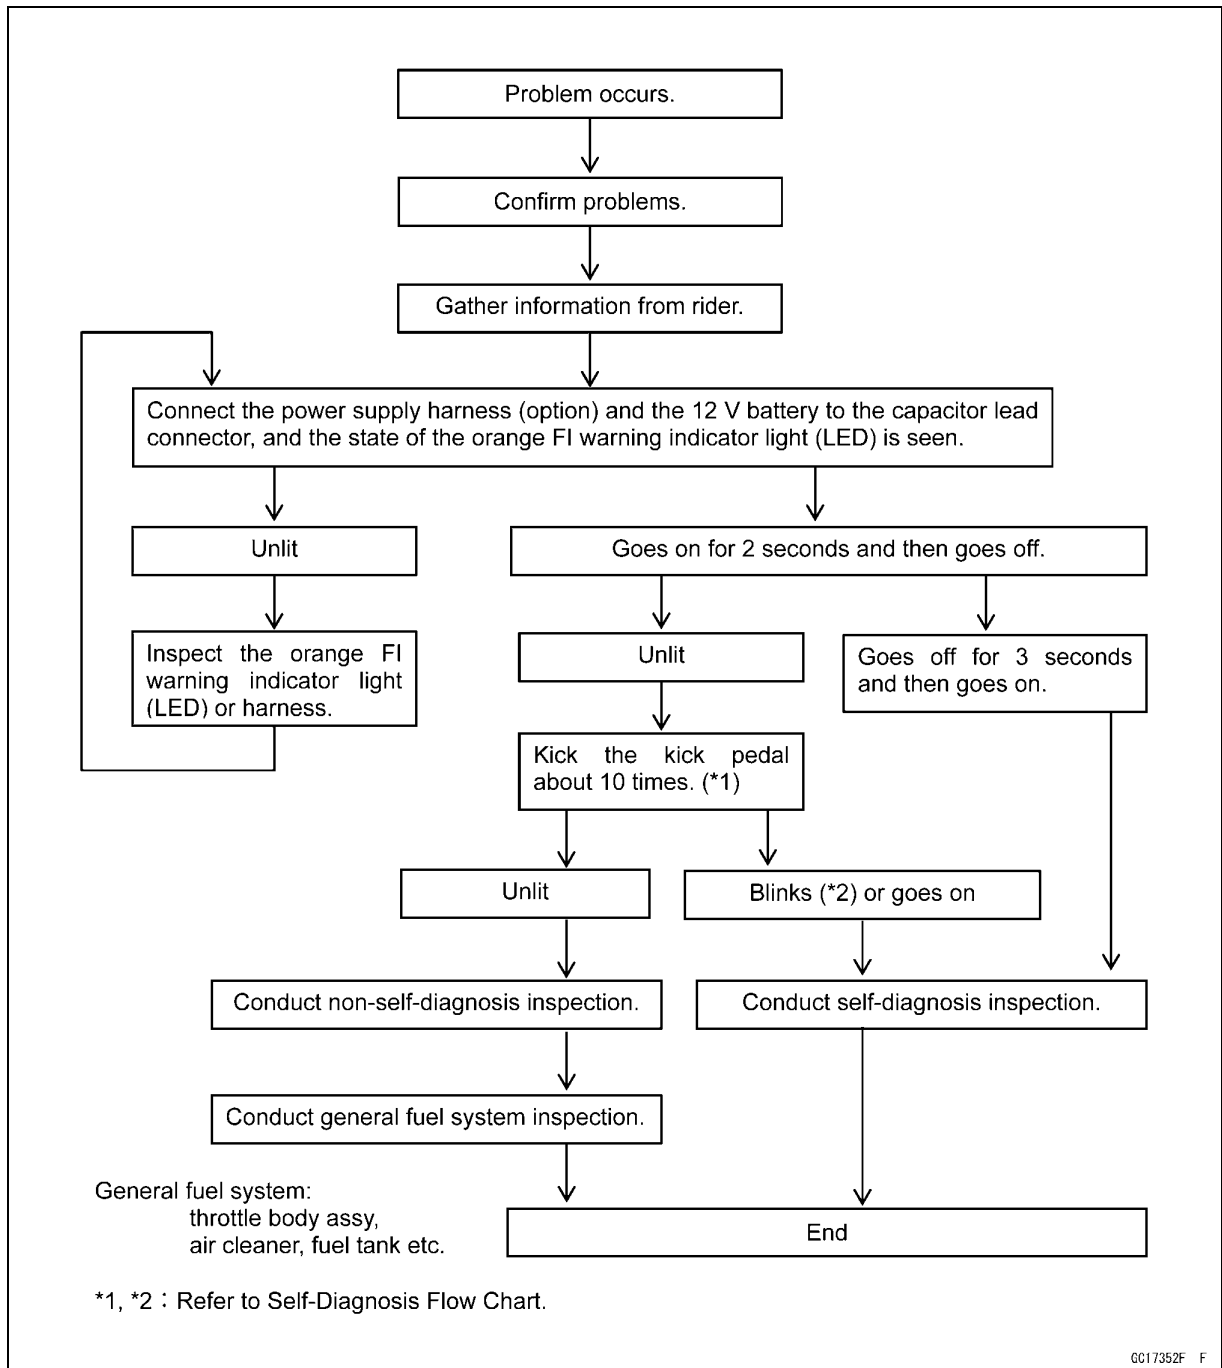 Problem occurs.
Confirm problems.
Gather information from rider.
Connect the power supply harness (option) and the 12 V battery to the capacitor lead
connector, and the state of the orange FI warning indicator light (LED) is seen.
Unlit
Goes on for 2 seconds and then goes off.
Inspect the orange FI
warning indicator light
(LED) or harness.
Unlit
Goes off for 3 seconds
and then goes on.
Kick the kick pedal
about 10 times. (*1)
Unlit
Blinks (*2) or goes on
Conduct non-self-diagnosis inspection.
Conduct self-diagnosis inspection.
Conduct general fuel system inspection.
General fuel system:
throttle body assy,
air cleaner, fuel tank etc.
End
*1, *2 : Refer to Self-Diagnosis Flow Chart.
GC17352F F